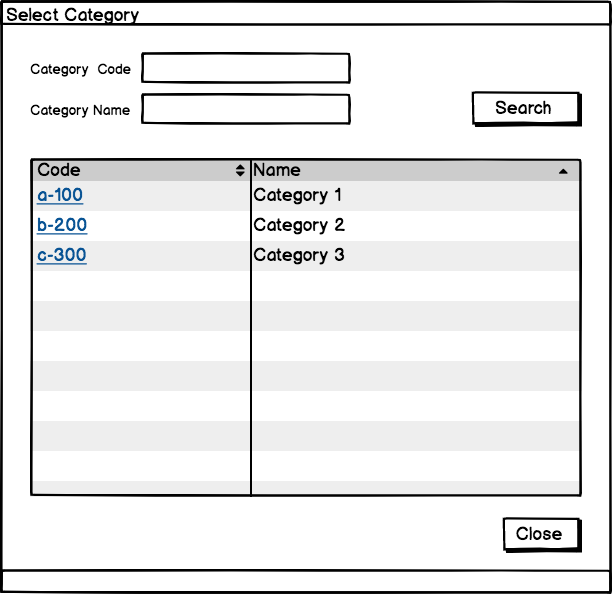 Select Category
Category Code
Category Name
Search
Code Name
a-100 Category 1
b-200 Category 2
c-300 Category 3
Close